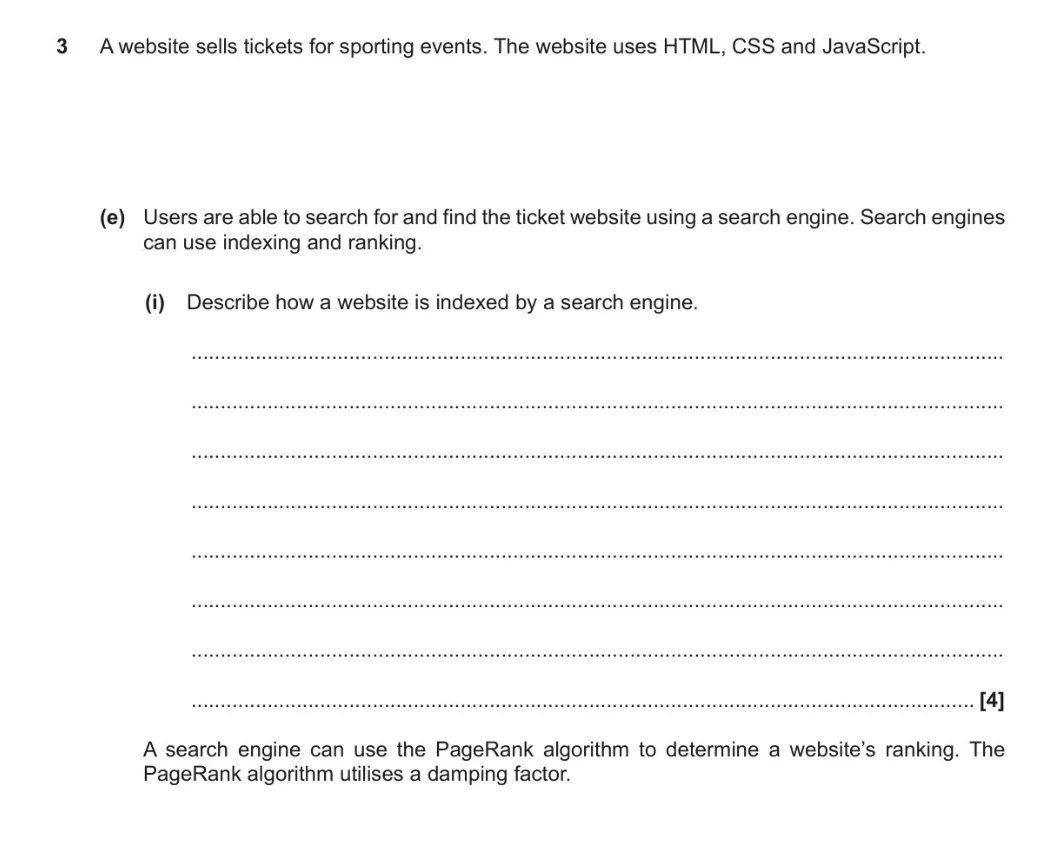 3 A website sells tickets for sporting events. The website uses HTML, CSS and JavaScript.
(e) Users are able to search for and find the ticket website using a search engine. Search engines
can use indexing and ranking.
(i) Describe how a website is indexed by a search engine.
................................................................................
................................................................................
................................................................................
................................................................................
................................................................................
................................................................................
................................................................................
................................................................................ [4]
A search engine can use the PageRank algorithm to determine a website's ranking. The
PageRank algorithm utilises a damping factor.